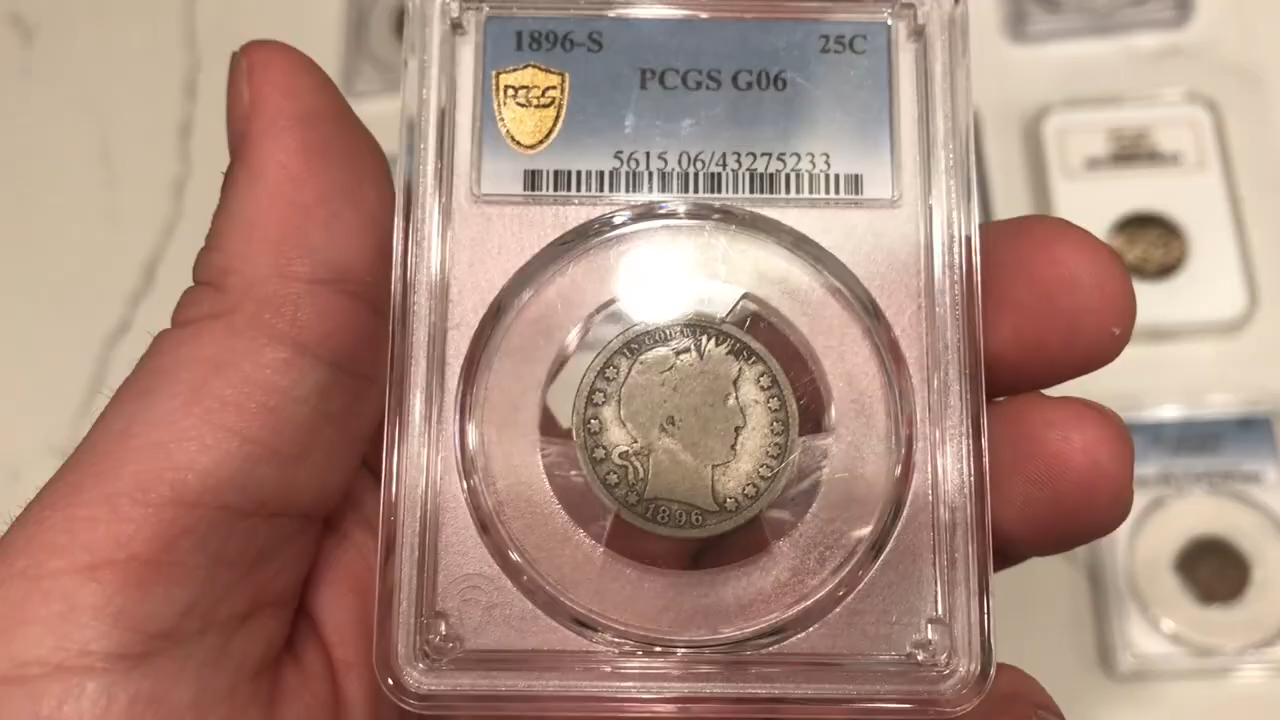 1896-S 25C
PCGS G06
PCGS
5615.06/43275233
IN GOD WE TRUST
1896